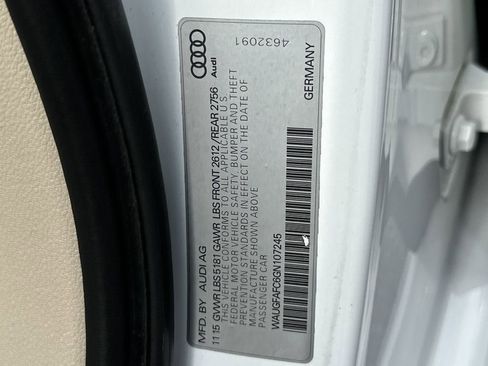 4632091
Audi
MFD. BY AUDI AG
11 15 GVWR LBS 5181 GAWR LBS FRONT 2612 /REAR 2756
THIS VEHICLE CONFORMS TO ALL APPLICABLE U.S.
FEDERAL MOTOR VEHICLE SAFETY, BUMPER AND THEFT
PREVENTION STANDARDS IN EFFECT ON THE DATE OF
MANUFACTURE SHOWN ABOVE
PASSENGER CAR
WAUGFAFC6GN107245
GERMANY